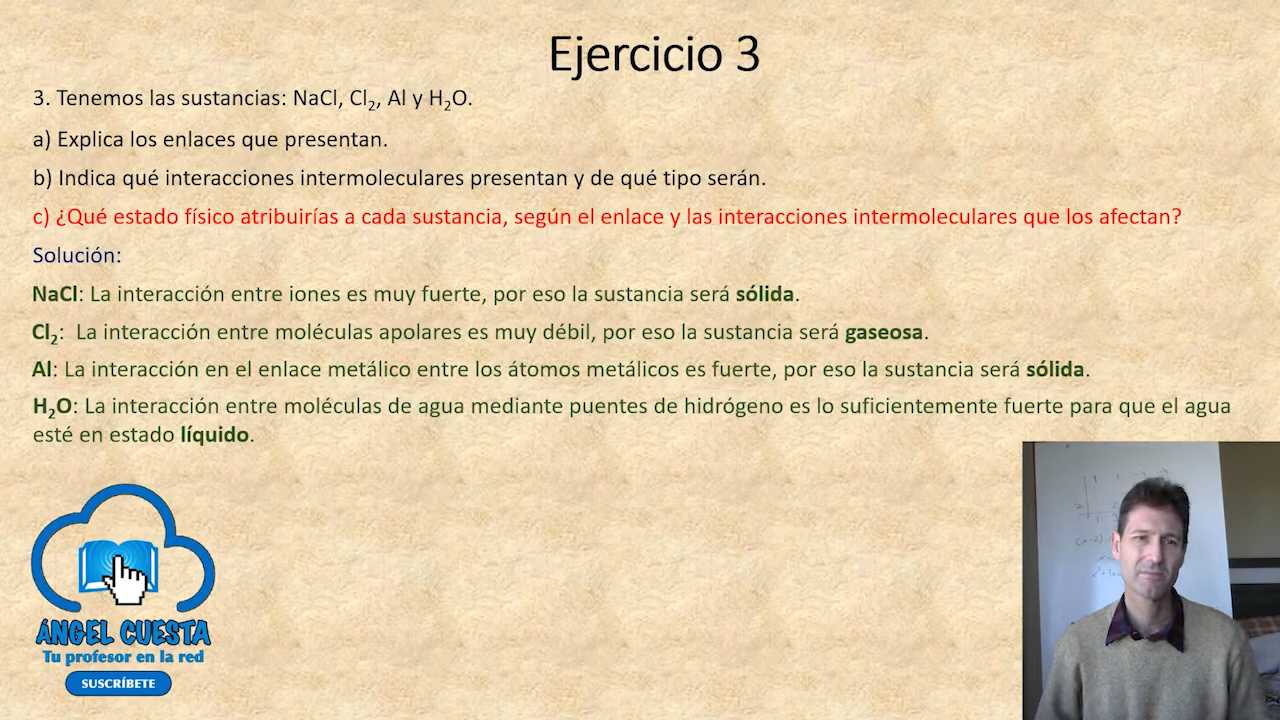 Ejercicio 3
3. Tenemos las sustancias: NaCl, Cl₂, Al y H₂O.
a) Explica los enlaces que presentan.
b) Indica qué interacciones intermoleculares presentan y de qué tipo serán.
c) ¿Qué estado físico atribuirías a cada sustancia, según el enlace y las interacciones intermoleculares que los afectan?
Solución:
NaCl: La interacción entre iones es muy fuerte, por eso la sustancia será sólida.
Cl₂: La interacción entre moléculas apolares es muy débil, por eso la sustancia será gaseosa.
Al: La interacción en el enlace metálico entre los átomos metálicos es fuerte, por eso la sustancia será sólida.
H₂O: La interacción entre moléculas de agua mediante puentes de hidrógeno es lo suficientemente fuerte para que el agua
esté en estado líquido.
ÁNGEL CUESTA
Tu profesor en la red
SUSCRÍBETE